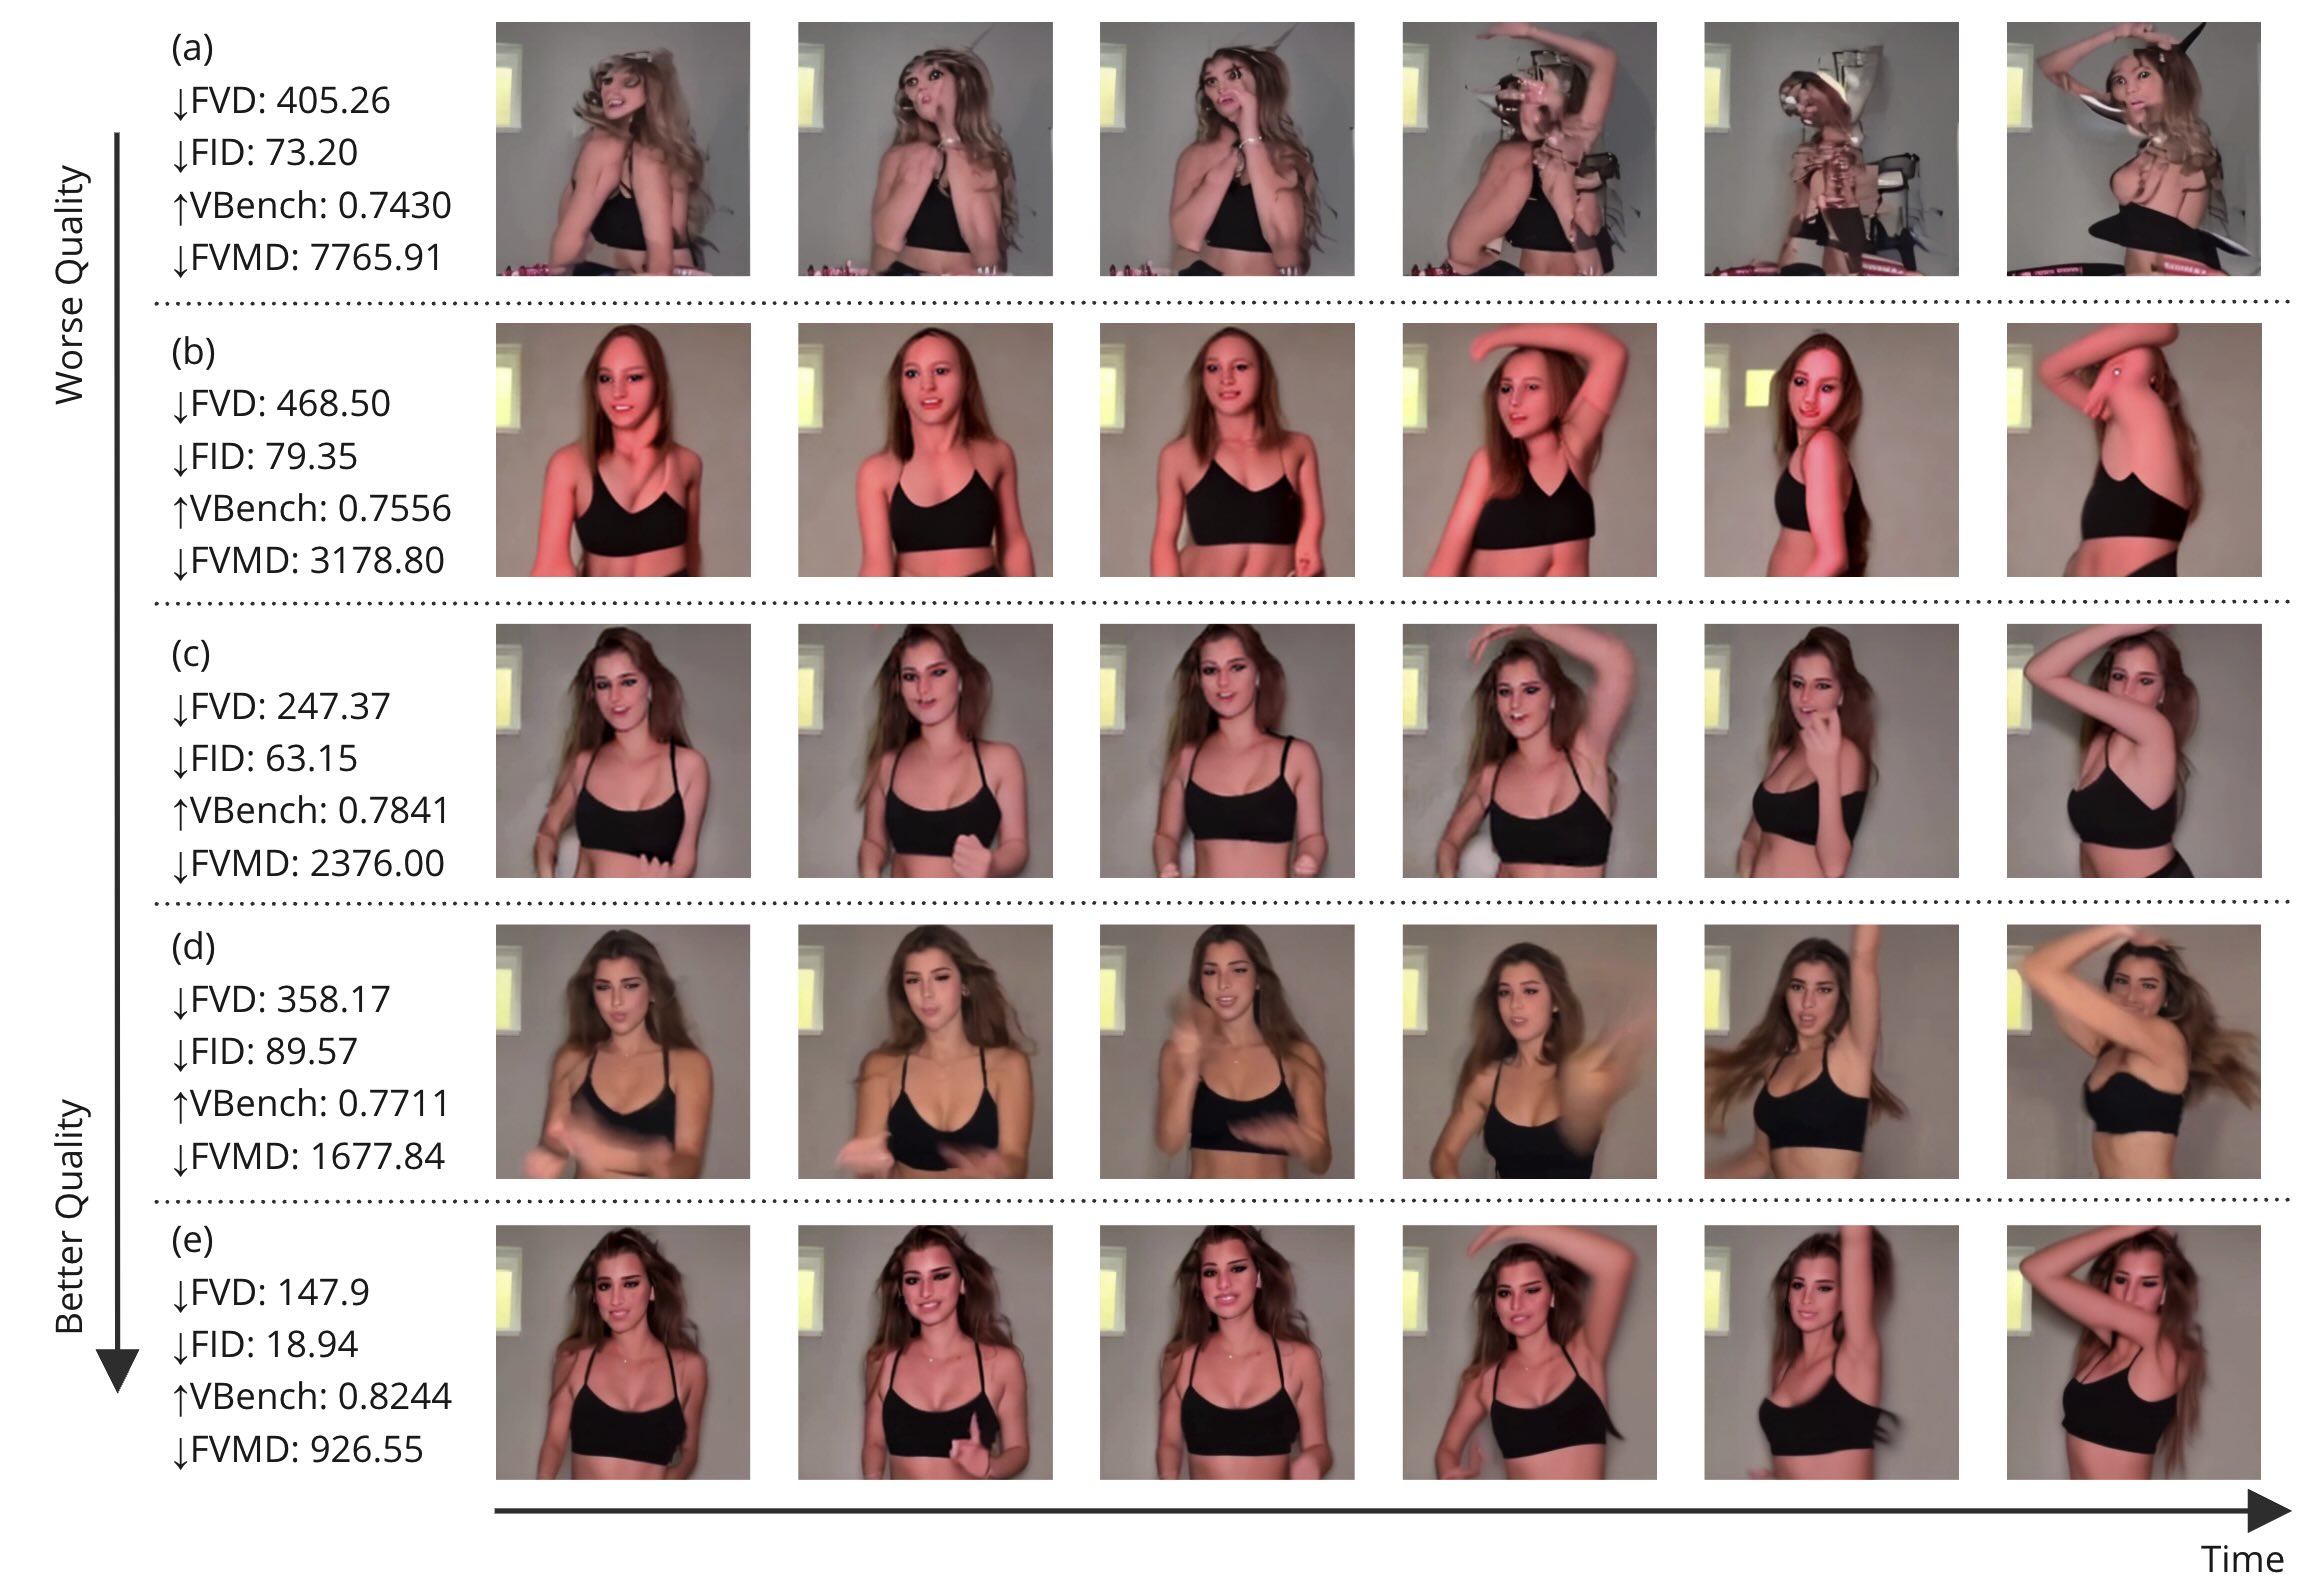 Worse Quality
Better Quality
(a)
↓FVD: 405.26
↓FID: 73.20
↑VBench: 0.7430
↓FVMD: 7765.91
(b)
↓FVD: 468.50
↓FID: 79.35
↑VBench: 0.7556
↓FVMD: 3178.80
(c)
↓FVD: 247.37
↓FID: 63.15
↑VBench: 0.7841
↓FVMD: 2376.00
(d)
↓FVD: 358.17
↓FID: 89.57
↑VBench: 0.7711
↓FVMD: 1677.84
(e)
↓FVD: 147.9
↓FID: 18.94
↑VBench: 0.8244
↓FVMD: 926.55
Time